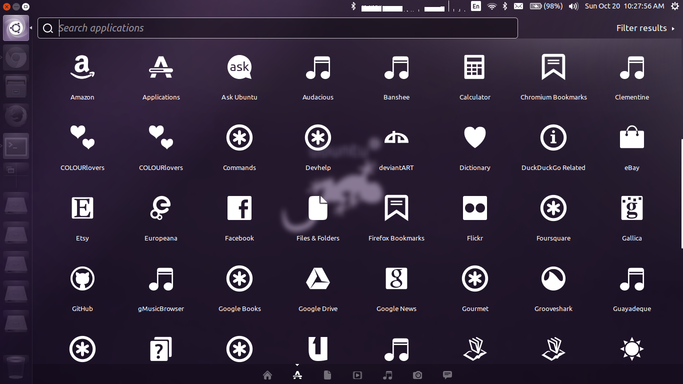 En (98%) Sun Oct 20 10:27:56 AM
Search applications Filter results
Amazon Applications Ask Ubuntu Audacious Banshee Calculator Chromium Bookmarks Clementine
ask
COLOURlovers COLOURlovers Commands Devhelp deviantART Dictionary DuckDuckGo Related eBay
Etsy Europeana Facebook Files & Folders Firefox Bookmarks Flickr Foursquare Gallica
GitHub gMusicBrowser Google Books Google Drive Google News Gourmet Grooveshark Guayadeque